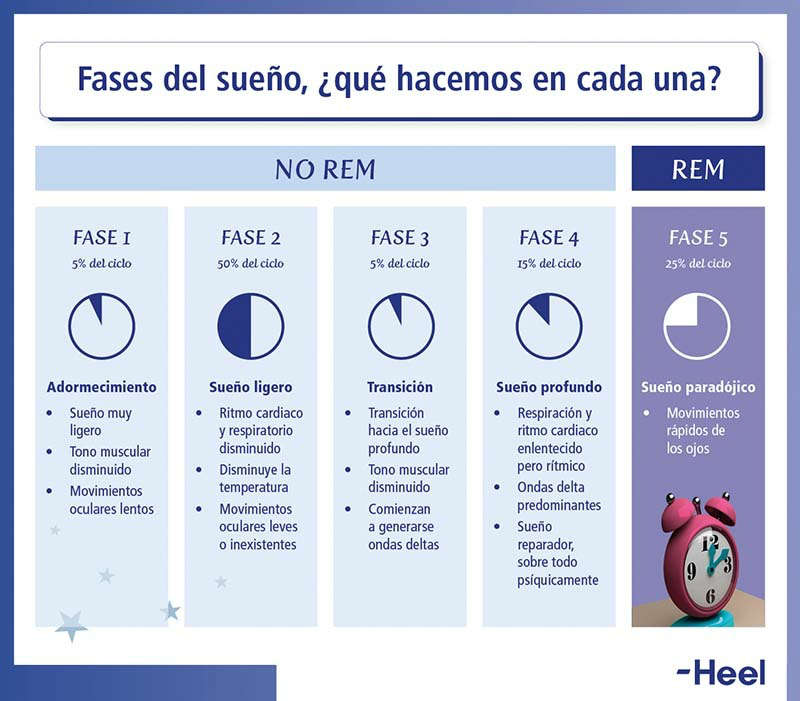 Fases del sueño, ¿qué hacemos en cada una?
NO REM
REM
FASE 1
5% del ciclo
Adormecimiento
• Sueño muy
ligero
• Tono muscular
disminuido
• Movimientos
oculares lentos
FASE 2
50% del ciclo
Sueño ligero
• Ritmo cardiaco
y respiratorio
disminuido
• Disminuye la
temperatura
• Movimientos
oculares leves
o inexistentes
FASE 3
5% del ciclo
Transición
• Transición
hacia el sueño
profundo
• Tono muscular
disminuido
• Comienzan
a generarse
ondas deltas
FASE 4
15% del ciclo
Sueño profundo
• Respiración y
ritmo cardiaco
enlentecido
pero rítmico
• Ondas delta
predominantes
• Sueño
reparador,
sobre todo
psíquicamente
FASE 5
25% del ciclo
Sueño paradójico
• Movimientos
rápidos de
los ojos
12
9 3
6
-Heel